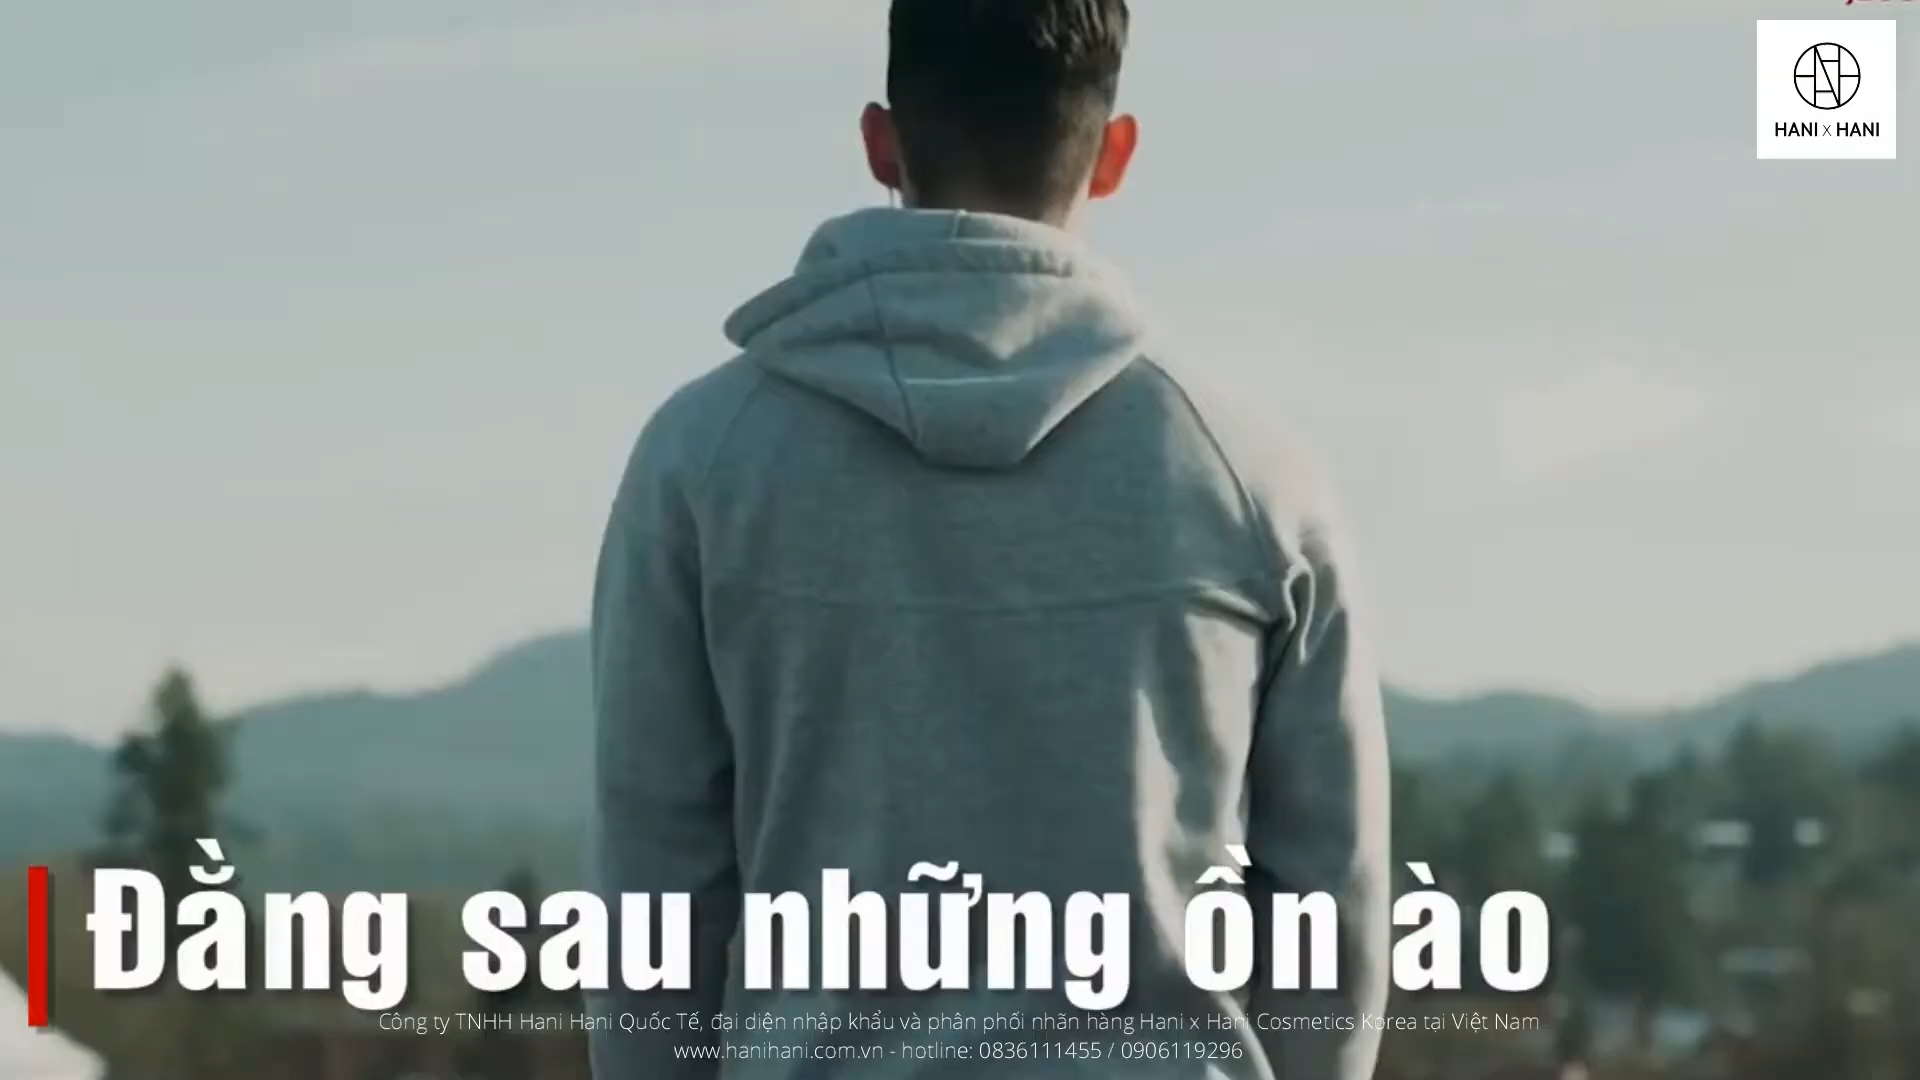 HANI x HANI
Đằng sau những ồn ào
Công ty TNHH Hani Hani Quốc Tế, đại diện nhập khẩu và phân phối nhãn hàng Hani x Hani Cosmetics Korea tại Việt Nam
www.hanihani.com.vn - hotline: 0836111455 / 0906119296